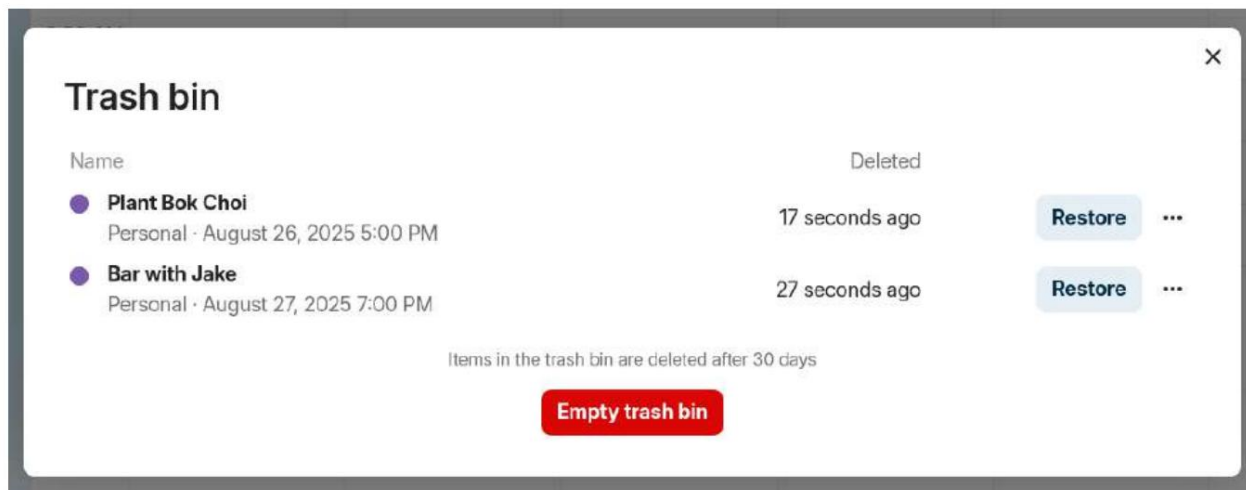 Trash bin
Name Deleted
Plant Bok Choi
Personal · August 26, 2025 5:00 PM
17 seconds ago
Restore
Bar with Jake
Personal · August 27, 2025 7:00 PM
27 seconds ago
Restore
Items in the trash bin are deleted after 30 days
Empty trash bin